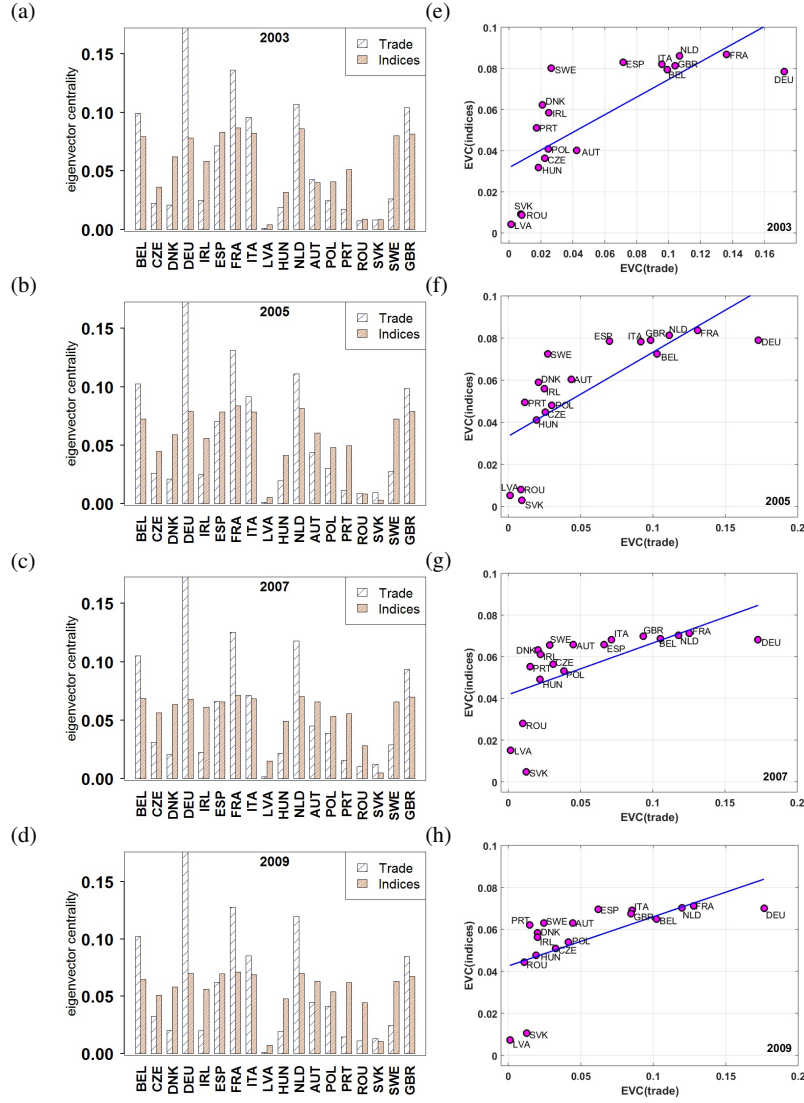 (a)
2003
Trade
Indices
eigenvector centrality
0.15
0.10
0.05
0.00
BEL CZE DNK DEU IRL ESP FRA ITA LVA HUN NLD AUT POL PRT ROU SVK SWE GBR
(e)
EVC(indices)
0.1
0.08
0.06
0.04
0.02
0
NLD
FRA
ITA
GBR
ESP
SWE
BEL
DEU
DNK
IRL
PRT
POL
AUT
CZE
HUN
SVK
ROU
LVA
2003
0 0.02 0.04 0.06 0.08 0.1 0.12 0.14 0.16
EVC(trade)
(b)
2005
Trade
Indices
eigenvector centrality
0.15
0.10
0.05
0.00
BEL CZE DNK DEU IRL ESP FRA ITA LVA HUN NLD AUT POL PRT ROU SVK SWE GBR
(f)
EVC(indices)
0.1
0.08
0.06
0.04
0.02
0
ESP
ITA
GBR
NLD
FRA
DEU
SWE
BEL
DNK
AUT
IRL
PRT
POL
CZE
HUN
LVA
ROU
SVK
2005
0 0.05 0.1 0.15 0.2
EVC(trade)
(c)
2007
Trade
Indices
eigenvector centrality
0.15
0.10
0.05
0.00
BEL CZE DNK DEU IRL ESP FRA ITA LVA HUN NLD AUT POL PRT ROU SVK SWE GBR
(g)
EVC(indices)
0.1
0.08
0.06
0.04
0.02
0
ITA
GBR
FRA
SWE
AUT
ESP
BEL
NLD
DEU
DNK
IRL
PRT
CZE
POL
HUN
ROU
LVA
SVK
2007
0 0.05 0.1 0.15 0.2
EVC(trade)
(d)
2009
Trade
Indices
eigenvector centrality
0.15
0.10
0.05
0.00
BEL CZE DNK DEU IRL ESP FRA ITA LVA HUN NLD AUT POL PRT ROU SVK SWE GBR
(h)
EVC(indices)
0.1
0.08
0.06
0.04
0.02
0
ESP
ITA
FRA
NLD
DEU
PRT
SWE
AUT
GBR
BEL
DNK
IRL
POL
CZE
HUN
ROU
SVK
LVA
2009
0 0.05 0.1 0.15 0.2
EVC(trade)